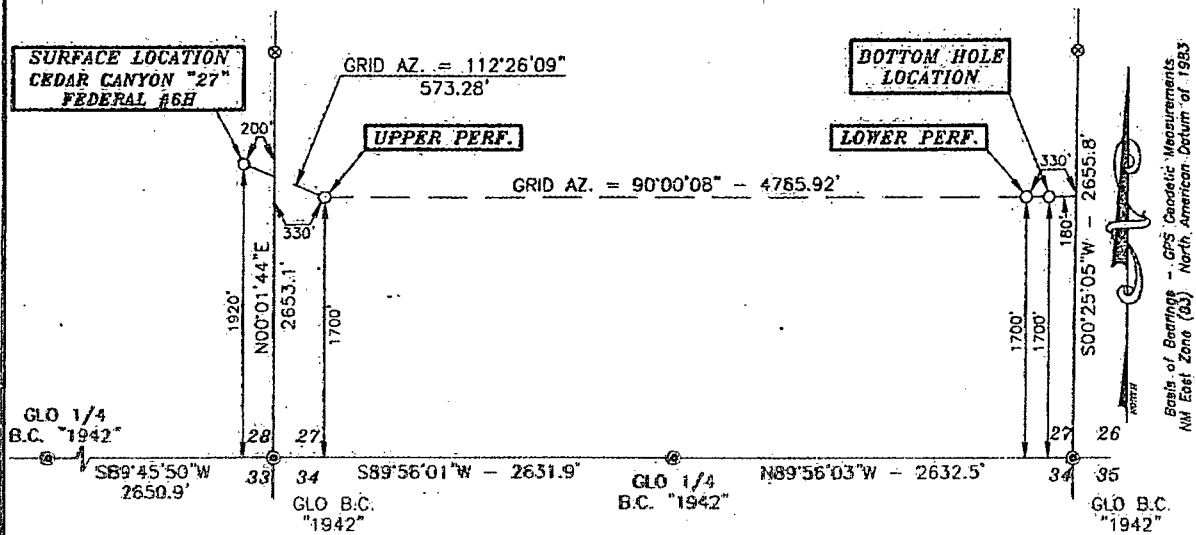 SURFACE LOCATION
CEDAR CANYON "27"
FEDERAL #6H
GRID AZ. = 112°26'09"
573.28'
BOTTOM HOLE
LOCATION
200'
UPPER PERF.
LOWER PERF.
330'
GRID AZ. = 90°00'08" - 4785.92'
330'
180'
1920'
N00°01'44"E
2653.1'
1700'
1700'
1700'
S00°25'05"W - 2655.8'
NORTH
Basis of Bearings - GPS Geodetic Measurements
NM East Zone (83) North American Datum of 1983
GLO 1/4
B.C. "1942"
28 27
27 26
S89°45'50"W
2650.9'
33 34
S89°56'01"W - 2631.9'
N89°56'03"W - 2632.5'
34 35
GLO B.C.
"1942"
GLO 1/4
B.C. "1942"
GLO B.C.
"1942"